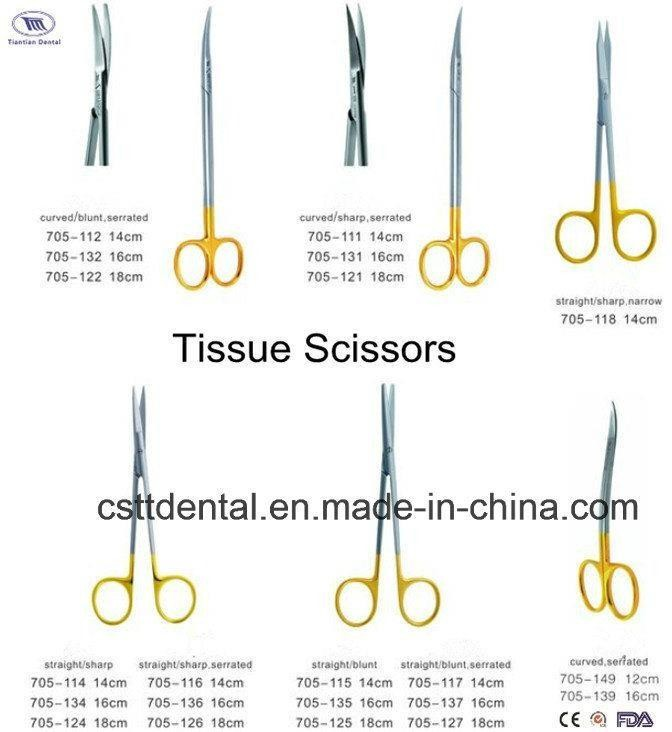 Tiantian Dental
curved/blunt,serrated
705-112 14cm
705-132 16cm
705-122 18cm
curved/sharp,serrated
705-111 14cm
705-131 16cm
705-121 18cm
straight/sharp,narrow
705-118 14cm
Tissue Scissors
csttdental.en.made-in-china.com
straight/sharp
705-114 14cm
705-134 16cm
705-124 18cm
straight/sharp,serrated
705-116 14cm
705-136 16cm
705-126 18cm
straight/blunt
705-115 14cm
705-135 16cm
705-125 18cm
straight/blunt,serrated
705-117 14cm
705-137 16cm
705-127 18cm
curved,serrated
705-149 12cm
705-139 16cm
CE FDA